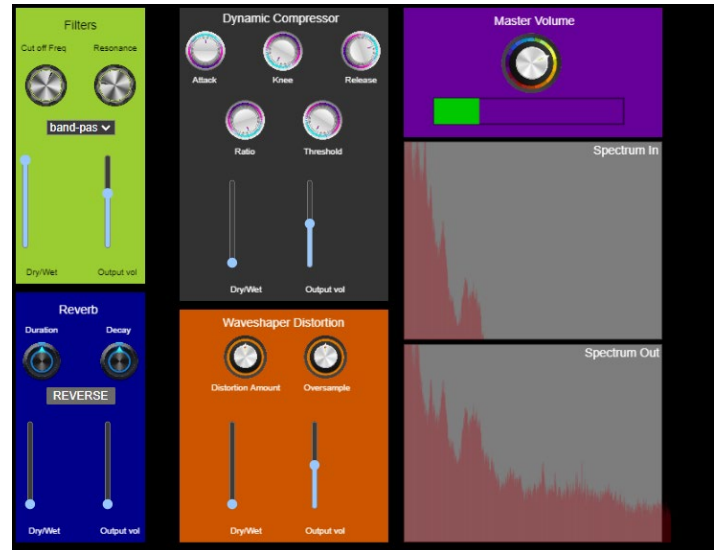 Filters
Cut off Freq Resonance
band-pas
Dry/Wet Output vol
Reverb
Duration Decay
REVERSE
Dry/Wet Output vol
Dynamic Compressor
Attack Knee Release
Ratio Threshold
Dry/Wet Output vol
Waveshaper Distortion
Distortion Amount Oversample
Dry/Wet Output vol
Master Volume
Spectrum In
Spectrum Out